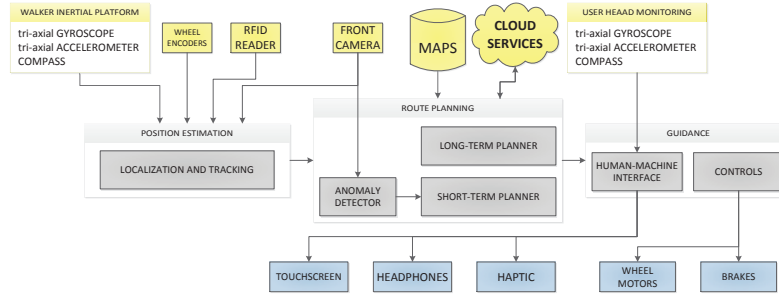 WALKER INERTIAL PLATFORM
tri-axial GYROSCOPE
tri-axial ACCELEROMETER
COMPASS
WHEEL
ENCODERS
RFID
READER
FRONT
CAMERA
MAPS
CLOUD
SERVICES
USER HEAAD MONITORING
tri-axial GYROSCOPE
tri-axial ACCELEROMETER
COMPASS
POSITION ESTIMATION
LOCALIZATION AND TRACKING
ROUTE PLANNING
LONG-TERM PLANNER
ANOMALY
DETECTOR
SHORT-TERM PLANNER
GUIDANCE
HUMAN-MACHINE
INTERFACE
CONTROLS
TOUCHSCREEN
HEADPHONES
HAPTIC
WHEEL
MOTORS
BRAKES